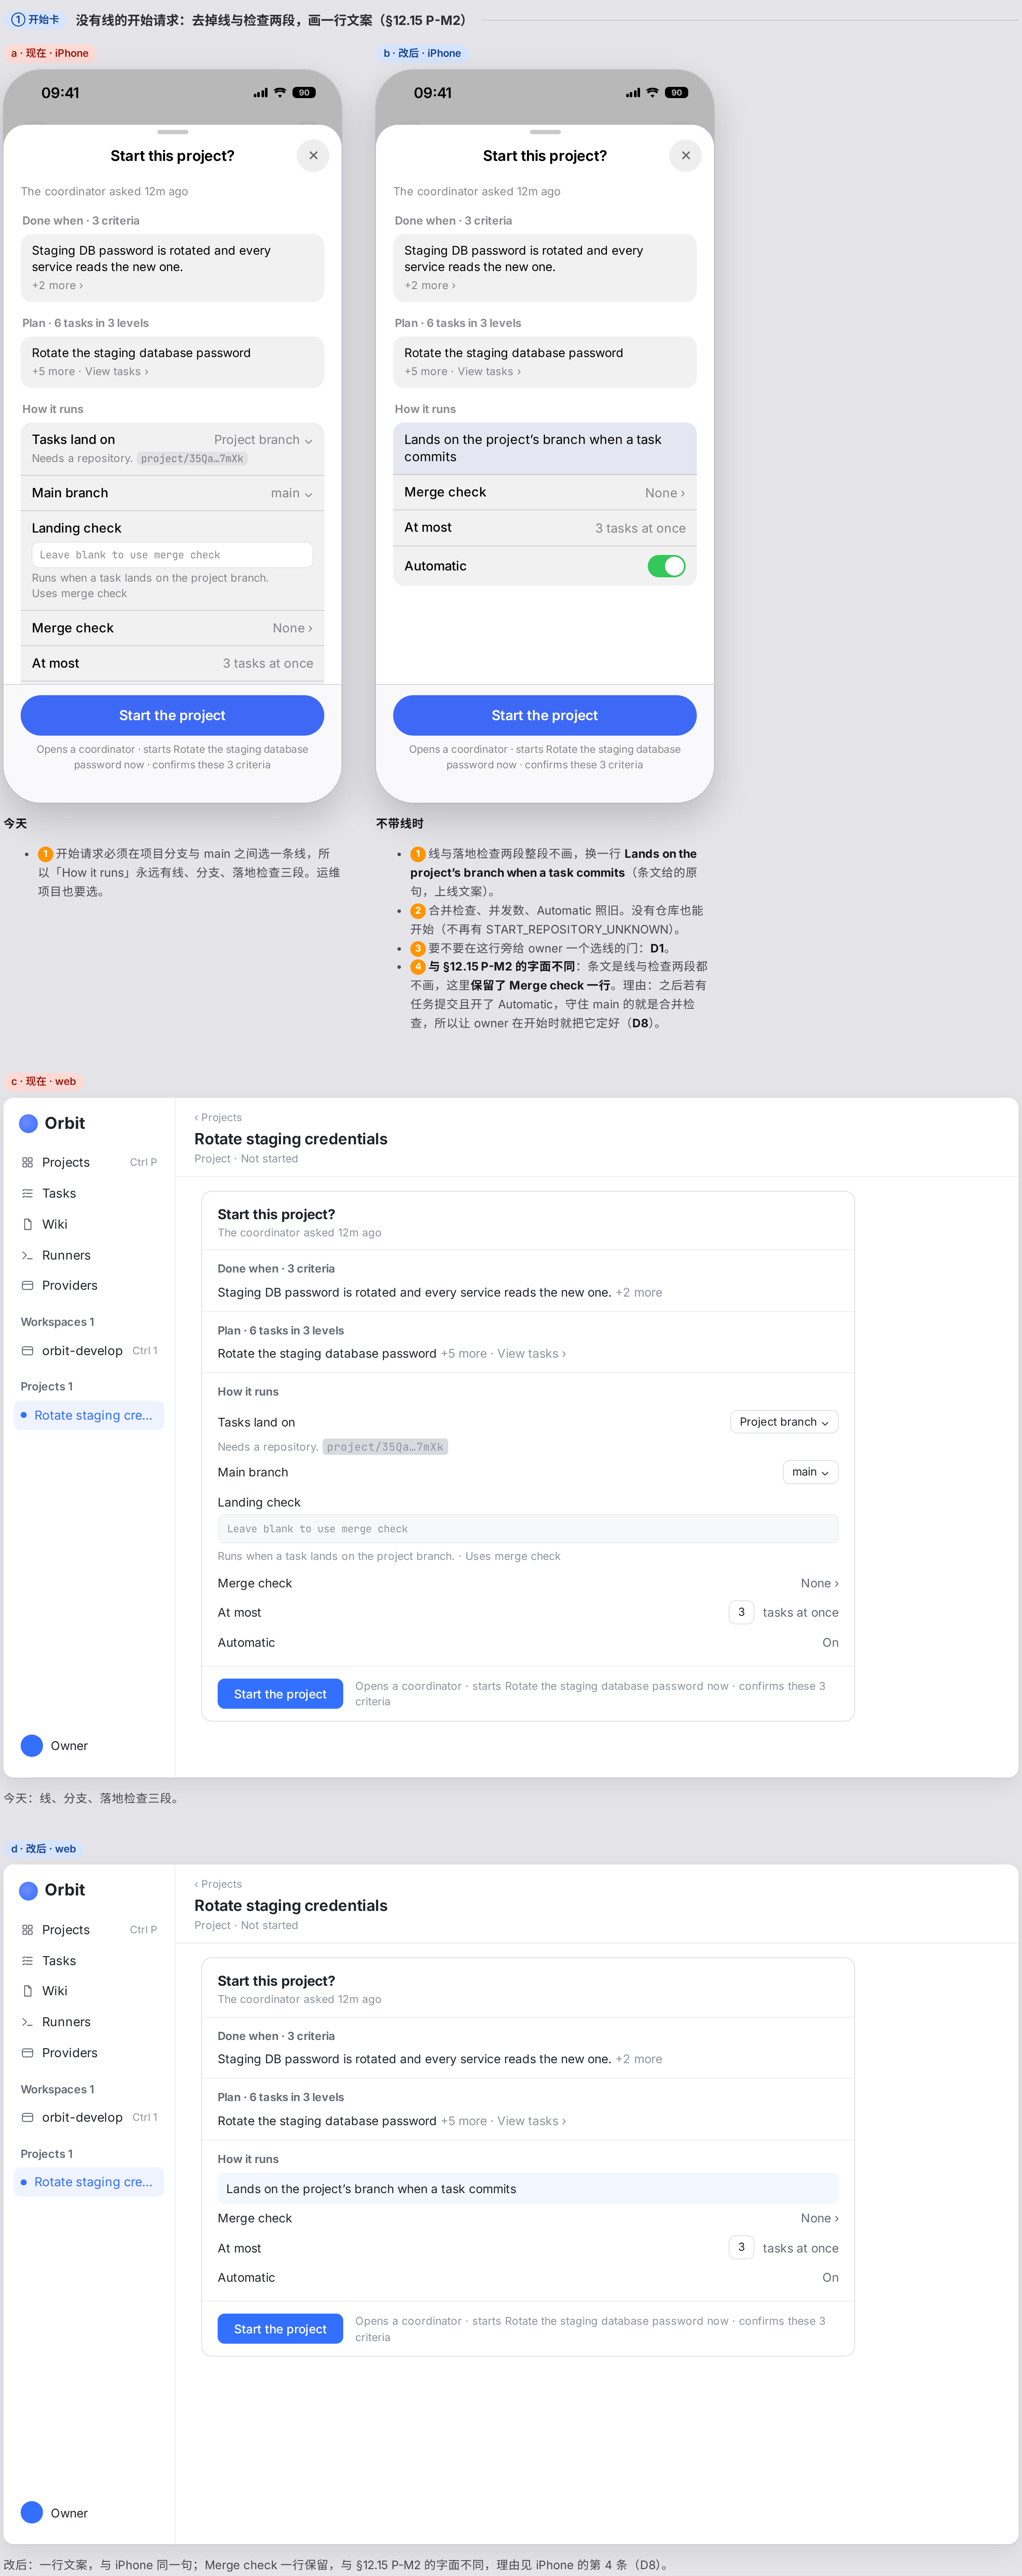 ① 开始卡 没有线的开始请求：去掉线与检查两段，画一行文案（§12.15 P-M2）
a · 现在 · iPhone
09:41 90
Start this project?
The coordinator asked 12m ago
Done when · 3 criteria
Staging DB password is rotated and every
service reads the new one.
+2 more ›
Plan · 6 tasks in 3 levels
Rotate the staging database password
+5 more · View tasks ›
How it runs
Tasks land on Project branch
Needs a repository. project/35Qa…7mXk
Main branch main
Landing check
Leave blank to use merge check
Runs when a task lands on the project branch.
Uses merge check
Merge check None ›
At most 3 tasks at once
Start the project
Opens a coordinator · starts Rotate the staging database
password now · confirms these 3 criteria
今天
1 开始请求必须在项目分支与 main 之间选一条线，所
以「How it runs」永远有线、分支、落地检查三段。运维
项目也要选。
b · 改后 · iPhone
09:41 90
Start this project?
The coordinator asked 12m ago
Done when · 3 criteria
Staging DB password is rotated and every
service reads the new one.
+2 more ›
Plan · 6 tasks in 3 levels
Rotate the staging database password
+5 more · View tasks ›
How it runs
Lands on the project’s branch when a task
commits
Merge check None ›
At most 3 tasks at once
Automatic
Start the project
Opens a coordinator · starts Rotate the staging database
password now · confirms these 3 criteria
不带线时
1 线与落地检查两段整段不画，换一行 Lands on the
project’s branch when a task commits（条文给的原
句，上线文案）。
2 合并检查、并发数、Automatic 照旧。没有仓库也能
开始（不再有 START_REPOSITORY_UNKNOWN）。
3 要不要在这行旁给 owner 一个选线的门：D1。
4 与 §12.15 P-M2 的字面不同：条文是线与检查两段都
不画，这里保留了 Merge check 一行。理由：之后若有
任务提交且开了 Automatic，守住 main 的就是合并检
查，所以让 owner 在开始时就把它定好（D8）。
c · 现在 · web
Orbit
Projects Ctrl P
Tasks
Wiki
Runners
Providers
Workspaces 1
orbit-develop Ctrl 1
Projects 1
Rotate staging cre…
Owner
‹ Projects
Rotate staging credentials
Project · Not started
Start this project?
The coordinator asked 12m ago
Done when · 3 criteria
Staging DB password is rotated and every service reads the new one. +2 more
Plan · 6 tasks in 3 levels
Rotate the staging database password +5 more · View tasks ›
How it runs
Tasks land on Project branch
Needs a repository. project/35Qa…7mXk
Main branch main
Landing check
Leave blank to use merge check
Runs when a task lands on the project branch. · Uses merge check
Merge check None ›
At most 3 tasks at once
Automatic On
Start the project Opens a coordinator · starts Rotate the staging database password now · confirms these 3
criteria
今天：线、分支、落地检查三段。
d · 改后 · web
Orbit
Projects Ctrl P
Tasks
Wiki
Runners
Providers
Workspaces 1
orbit-develop Ctrl 1
Projects 1
Rotate staging cre…
Owner
‹ Projects
Rotate staging credentials
Project · Not started
Start this project?
The coordinator asked 12m ago
Done when · 3 criteria
Staging DB password is rotated and every service reads the new one. +2 more
Plan · 6 tasks in 3 levels
Rotate the staging database password +5 more · View tasks ›
How it runs
Lands on the project’s branch when a task commits
Merge check None ›
At most 3 tasks at once
Automatic On
Start the project Opens a coordinator · starts Rotate the staging database password now · confirms these 3
criteria
改后：一行文案，与 iPhone 同一句；Merge check 一行保留，与 §12.15 P-M2 的字面不同，理由见 iPhone 的第 4 条（D8）。